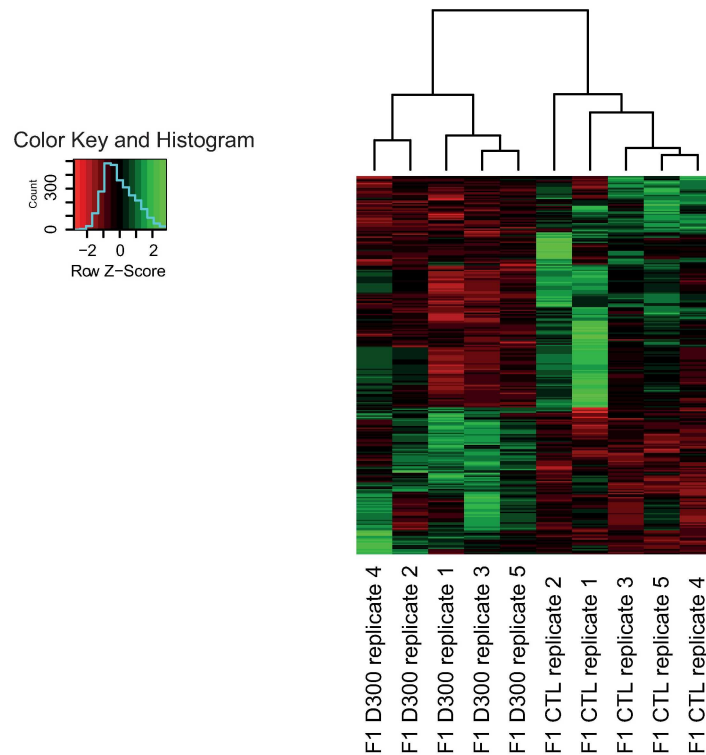 Color Key and Histogram
Count
0
300
−2
0
2
Row Z−Score
F1 D300 replicate 4
F1 D300 replicate 2
F1 D300 replicate 1
F1 D300 replicate 3
F1 D300 replicate 5
F1 CTL replicate 2
F1 CTL replicate 1
F1 CTL replicate 3
F1 CTL replicate 5
F1 CTL replicate 4